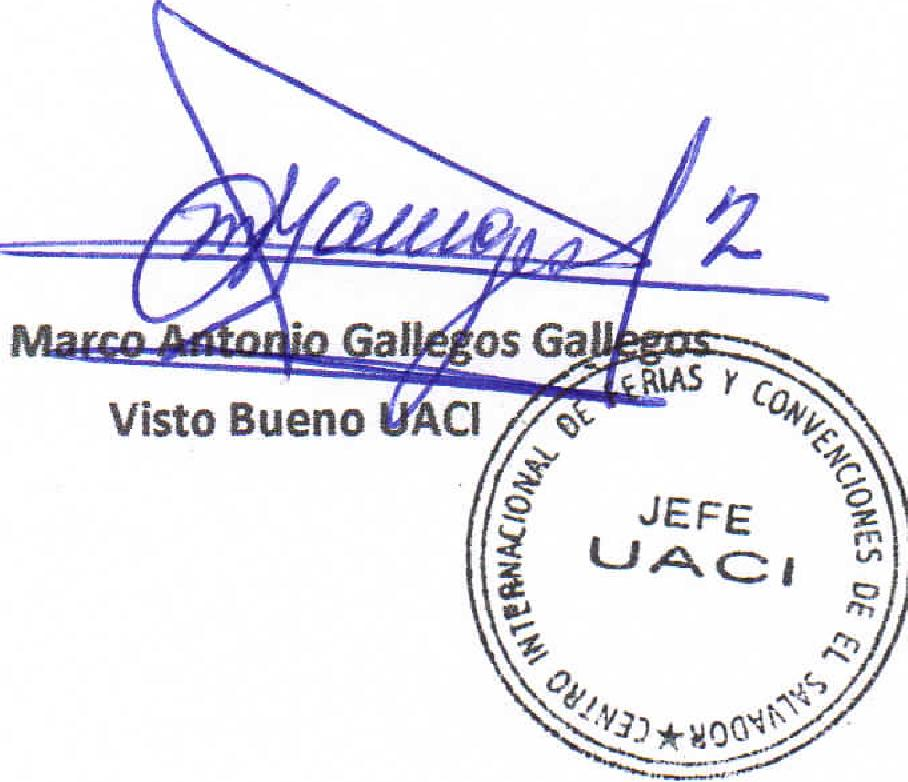 Marco Antonio Gallegos Gallegos
Visto Bueno UACI
CENTRO INTERNACIONAL DE FERIAS Y CONVENCIONES DE EL SALVADOR ★
JEFE
UACI